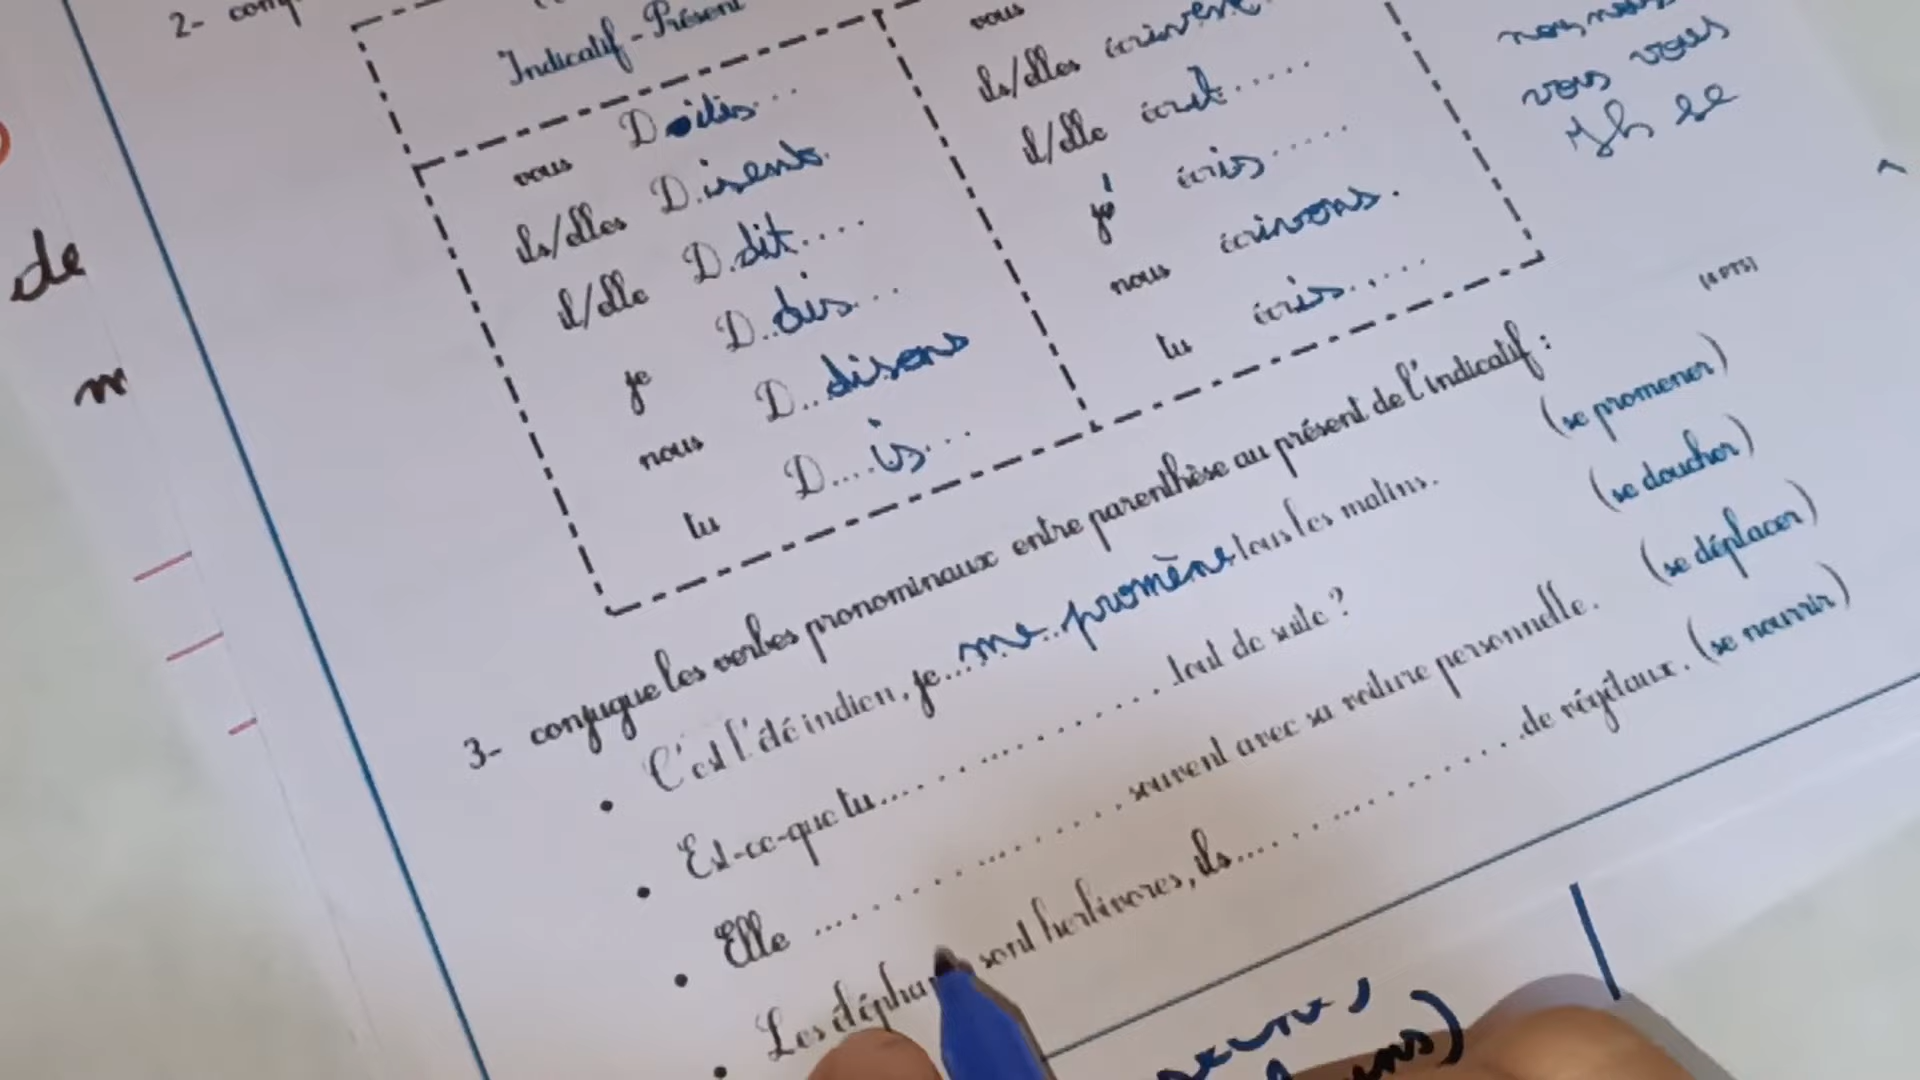 2- conj
Indicatif-Présent
vous D ites...
ils/elles D.isent.
il/elle D.dit....
je D..dis...
nous D..disons
tu D....is...
vous
ils/elles écrivent
il/elle écrit.....
j' écris.....
nous écrivons.
tu écris.....
vous vous
se
de
(4 PTS)
3- conjugue les verbes pronominaux entre parenthèse au présent de l'indicatif :
• C'est l'été indien, je...me..promène tous les matins. (se promener)
• Est-ce-que tu.....................tout de suite ? (se doucher)
• Elle .....................souvent avec sa voiture personnelle. (se déplacer)
• Les élépha sont herbivores, ils.....................de végétaux. (se nourrir)